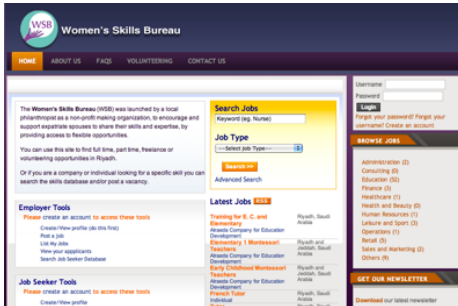 WSB
Women's Skills Bureau
HOME ABOUT US FAQS VOLUNTEERING CONTACT US
The Women's Skills Bureau (WSB) was launched by a local
philanthropist as a non-profit making organization, to encourage and
support expatriate spouses to share their skills and expertise, by
providing access to flexible opportunities.
You can use this site to find full time, part time, freelance or
volunteering opportunities in Riyadh.
Or if you are a company or individual looking for a specific skill you can
search the skills database and/or post a vacancy.
Employer Tools
Please create an account to access these tools
Create/View profile (do this first)
Post a job
List My Jobs
View your applicants
Search Job Seeker Database
Job Seeker Tools
Please create an account to access these tools
Create/View profile
Search Jobs
Keyword (eg. Nurse)
Job Type
---Select Job Type---
Search >>
Advanced Search
Latest Jobs RSS
Training for E. C. and Riyadh, Saudi
Elementary Arabia
Alraeda Company for Education
Development
Elementary 1 Montessori Riyadh and
Teachers Jeddah, Saudi
Alraeda Company for Education Arabia
Development
Early Childhood Montessori Riyadh and
Teachers Jeddah, Saudi
Alraeda Company for Education Arabia
Development
French Tutor Riyadh, Saudi
Individual Arabia
Username
Password
Login
Forgot your password? Forgot your
username? Create an account
BROWSE JOBS
Administration (2)
Consulting (0)
Education (52)
Finance (3)
Healthcare (1)
Health and Beauty (0)
Human Resources (1)
Leisure and Sport (3)
Operations (1)
Retail (5)
Sales and Marketing (2)
Others (9)
GET OUR NEWSLETTER
Download our latest newsletter